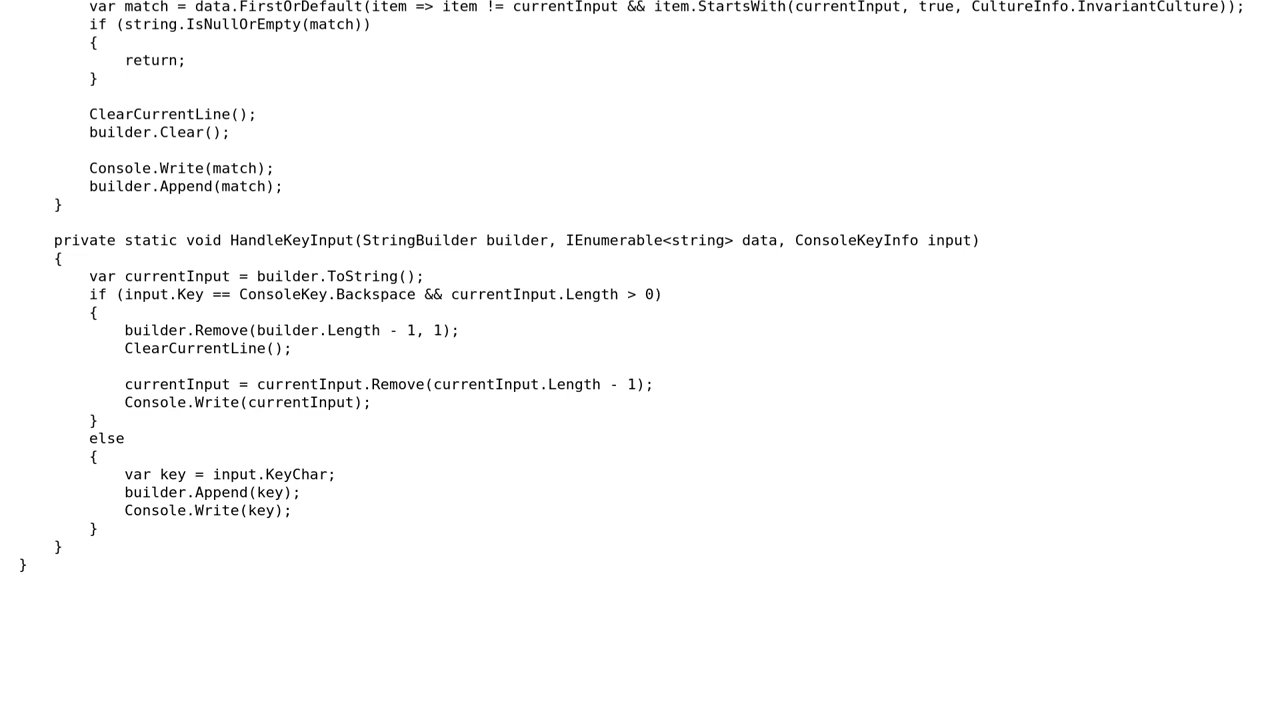 var match = data.FirstOrDefault(item => item != currentInput && item.StartsWith(currentInput, true, CultureInfo.InvariantCulture));
if (string.IsNullOrEmpty(match))
{
return;
}
ClearCurrentLine();
builder.Clear();
Console.Write(match);
builder.Append(match);
}
private static void HandleKeyInput(StringBuilder builder, IEnumerable<string> data, ConsoleKeyInfo input)
{
var currentInput = builder.ToString();
if (input.Key == ConsoleKey.Backspace && currentInput.Length > 0)
{
builder.Remove(builder.Length - 1, 1);
ClearCurrentLine();
currentInput = currentInput.Remove(currentInput.Length - 1);
Console.Write(currentInput);
}
else
{
var key = input.KeyChar;
builder.Append(key);
Console.Write(key);
}
}
}